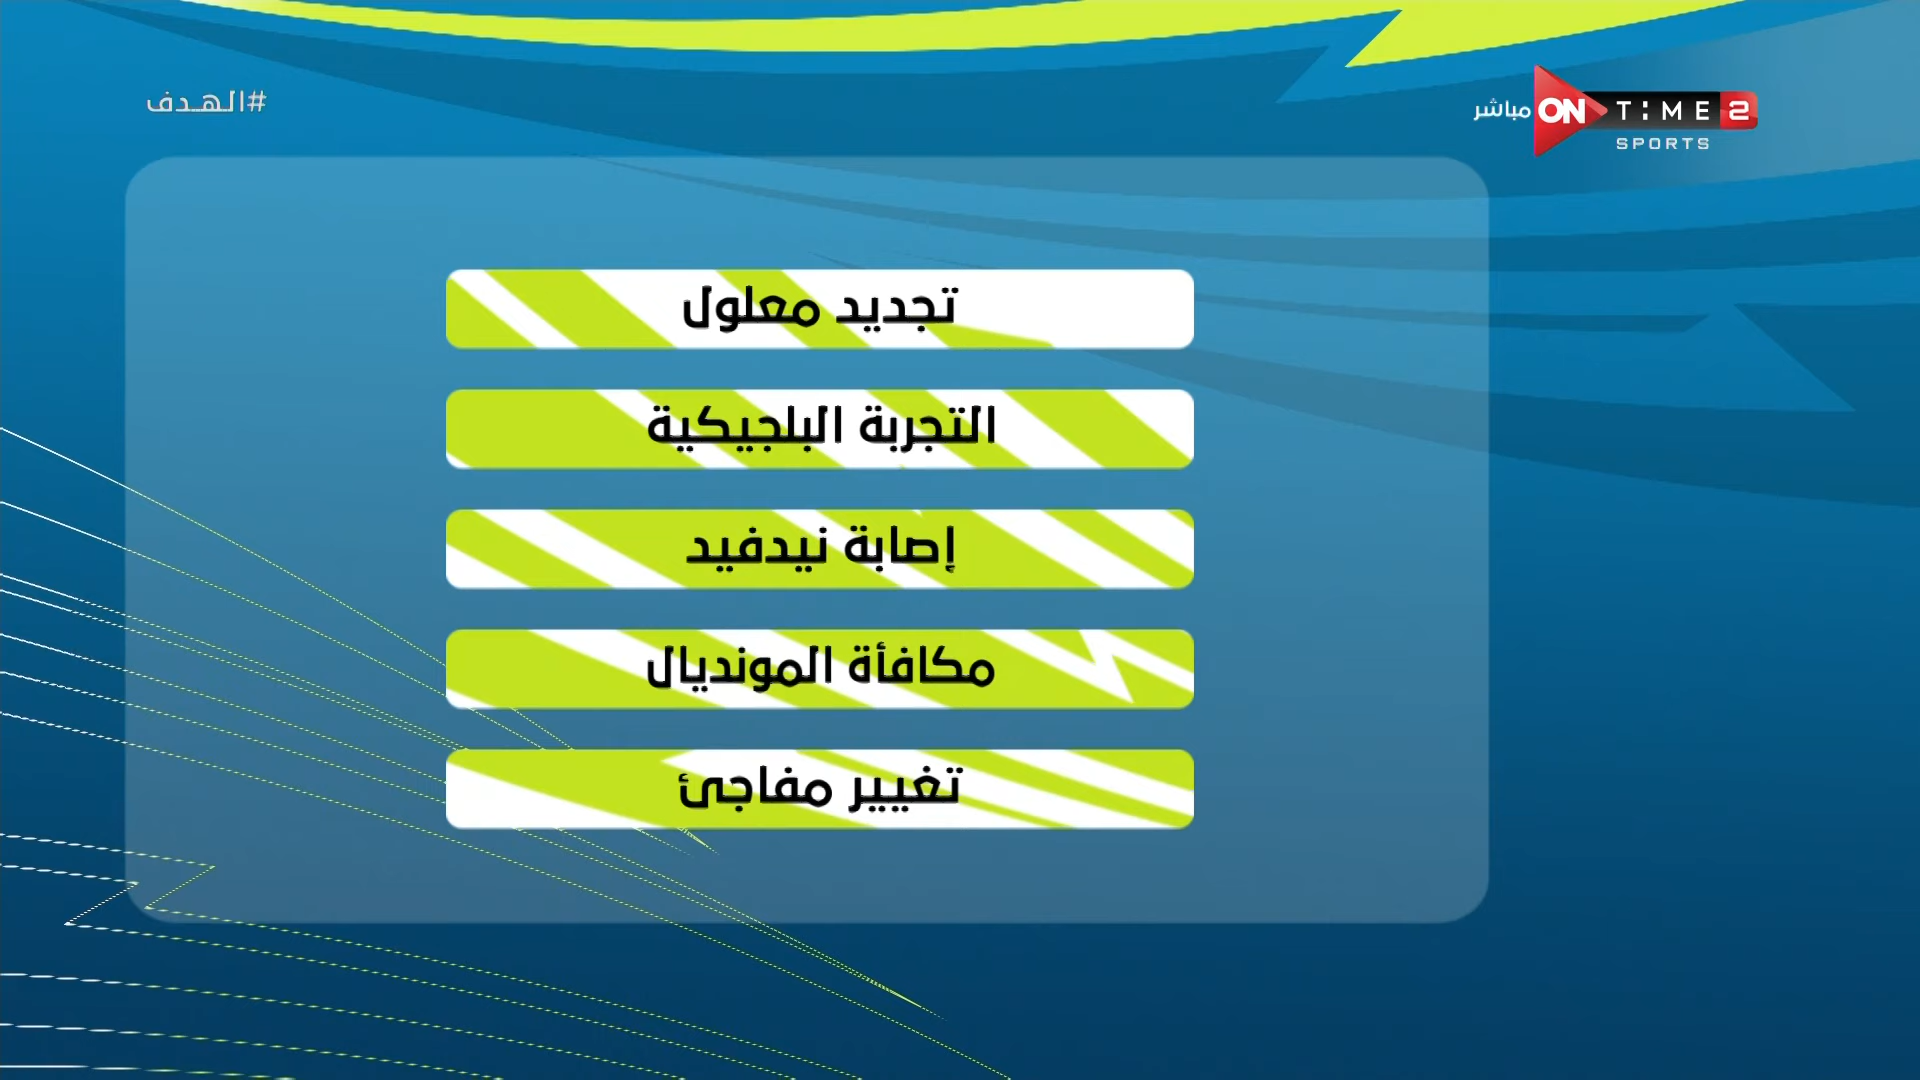 #الهدف
مباشر ON TIME 2
SPORTS
تجديد معلول
التجربة البلجيكية
إصابة نيدفيد
مكافأة المونديال
تغيير مفاجئ